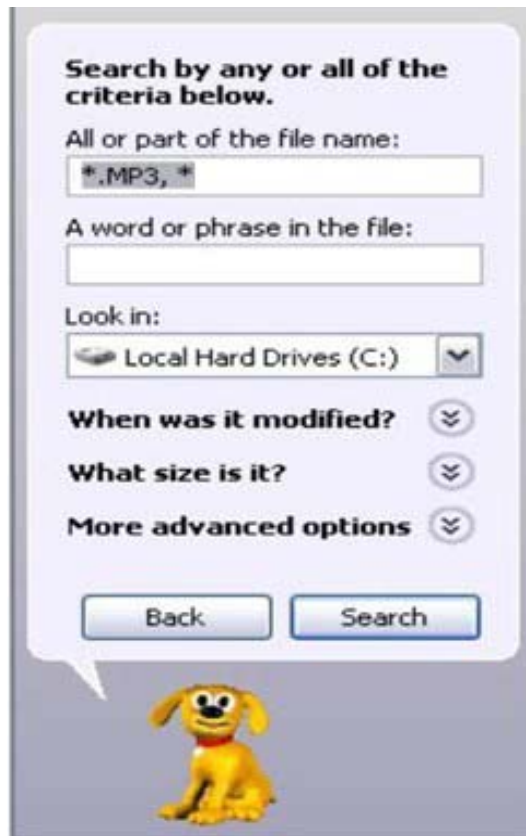 Search by any or all of the
criteria below.
All or part of the file name:
*.MP3, *
A word or phrase in the file:
Look in:
Local Hard Drives (C:)
When was it modified?
What size is it?
More advanced options
Back
Search